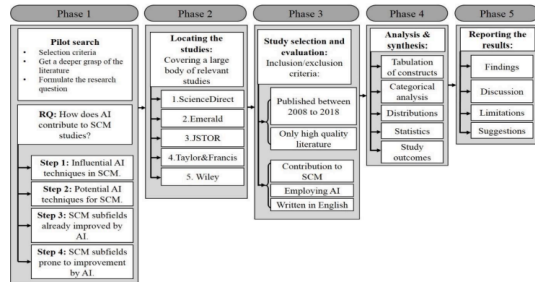 Phase 1
Pilot search
• Selection criteria
• Get a deeper grasp of the
literature
• Formulate the research
question
RQ: How does AI
contribute to SCM
studies?
Step 1: Influential AI
techniques in SCM.
Step 2: Potential AI
techniques for SCM.
Step 3: SCM subfields
already improved by
AI.
Step 4: SCM subfields
prone to improvement
by AI.
Phase 2
Locating the
studies:
Covering a large
body of relevant
studies
1.ScienceDirect
2.Emerald
3.JSTOR
4.Taylor&Francis
5. Wiley
Phase 3
Study selection and
evaluation:
Inclusion/exclusion
criteria:
Published between
2008 to 2018
Only high quality
literature
Contribution to
SCM
Employing AI
Written in English
Phase 4
Analysis &
synthesis:
Tabulation of
constructs
Categorical
analysis
Distributions
Statistics
Study
outcomes
Phase 5
Reporting the
results:
Findings
Discussion
Limitations
Suggestions